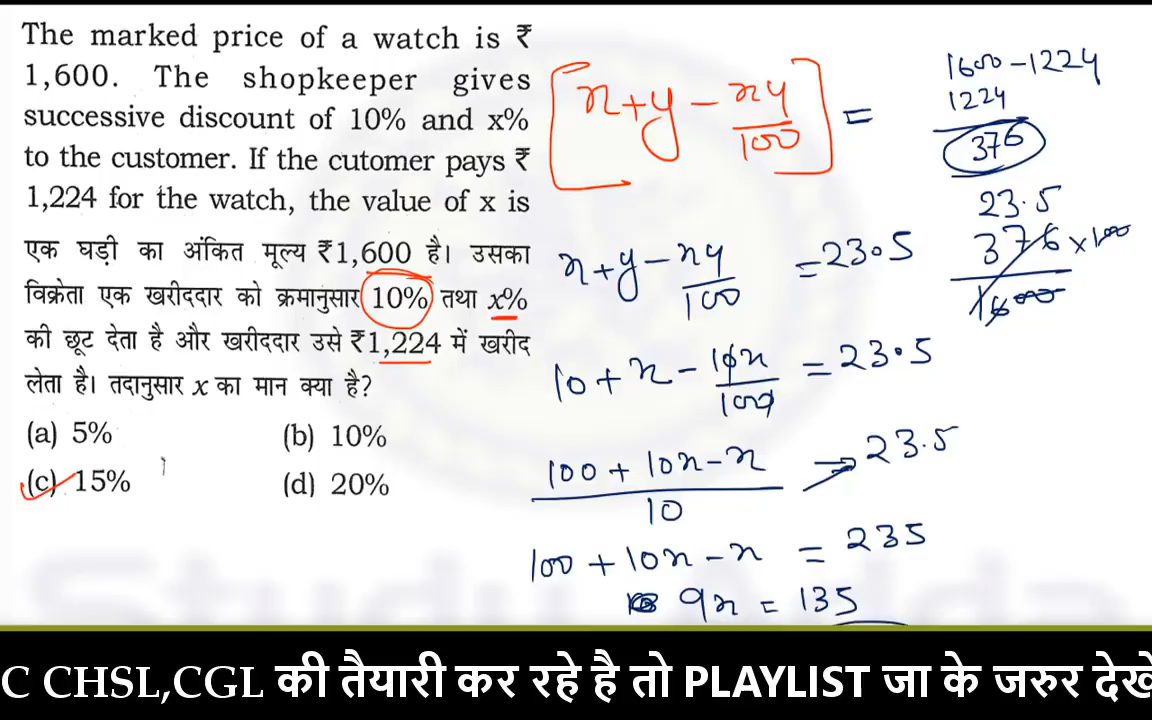 The marked price of a watch is ₹
1,600. The shopkeeper gives
successive discount of 10% and x%
to the customer. If the cutomer pays ₹
1,224 for the watch, the value of x is
एक घड़ी का अंकित मूल्य ₹1,600 है। उसका
विक्रेता एक खरीददार को क्रमानुसार 10% तथा x%
की छूट देता है और खरीददार उसे ₹1,224 में खरीद
लेता है। तदानुसार x का मान क्या है?
(a) 5% (b) 10%
(c) 15% (d) 20%
[x+y-xy/100] =
1600-1224
1224
376
23.5
376×100
1600
x+y-xy/100 =23.5
10+x-10x/100 =23.5
100+10x-x/10 23.5
100+10x-x = 235
9x = 135
Study Adda
C CHSL,CGL की तैयारी कर रहे है तो PLAYLIST जा के जरुर देखे